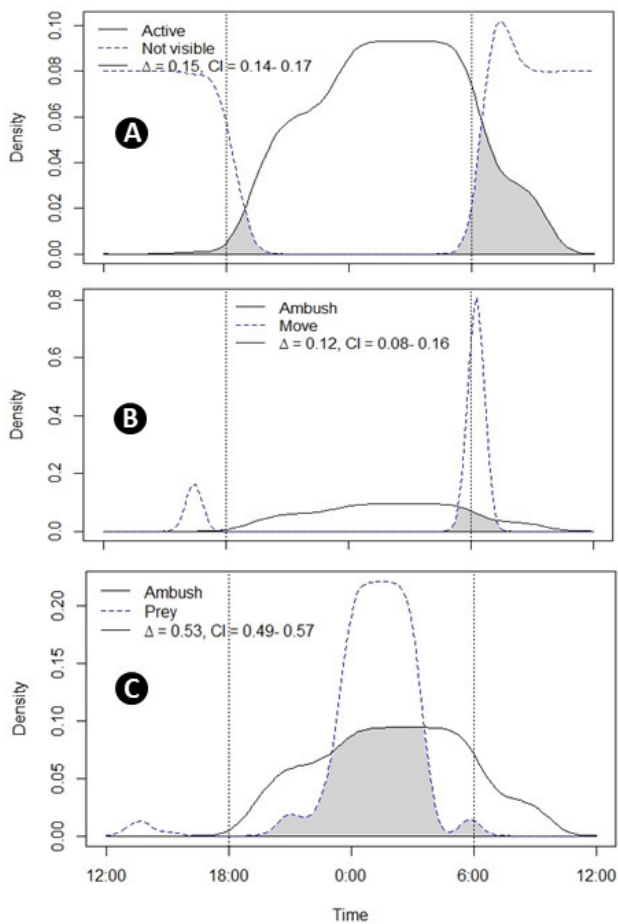 Active
Not visible
Δ = 0.15, CI = 0.14- 0.17
Density
0.00 0.02 0.04 0.06 0.08 0.10
A
Ambush
Move
Δ = 0.12, CI = 0.08- 0.16
Density
0.0 0.2 0.4 0.6 0.8
B
Ambush
Prey
Δ = 0.53, CI = 0.49- 0.57
Density
0.00 0.05 0.10 0.15 0.20
C
12:00 18:00 0:00 6:00 12:00
Time